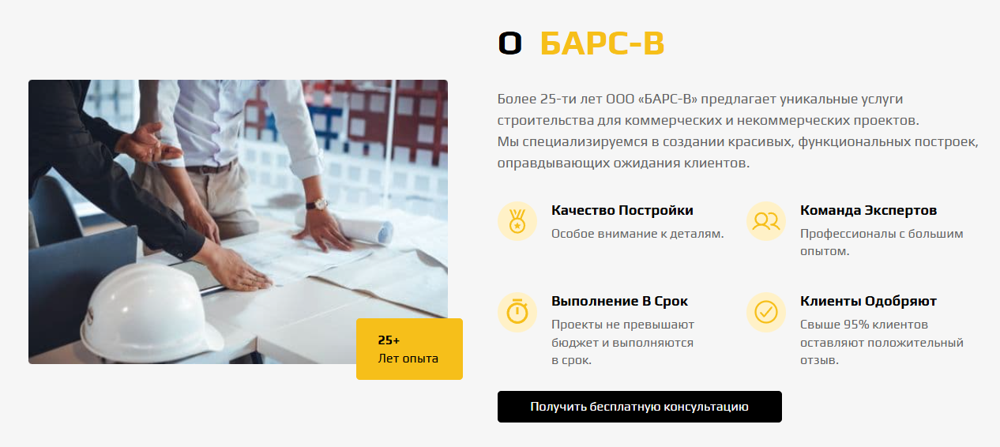 О БАРС-В
Более 25-ти лет ООО «БАРС-В» предлагает уникальные услуги
строительства для коммерческих и некоммерческих проектов.
Мы специализируемся в создании красивых, функциональных построек,
оправдывающих ожидания клиентов.
Качество Постройки
Особое внимание к деталям.
Команда Экспертов
Профессионалы с большим
опытом.
Выполнение В Срок
Проекты не превышают
бюджет и выполняются
в срок.
Клиенты Одобряют
Свыше 95% клиентов
оставляют положительный
отзыв.
25+
Лет опыта
Получить бесплатную консультацию